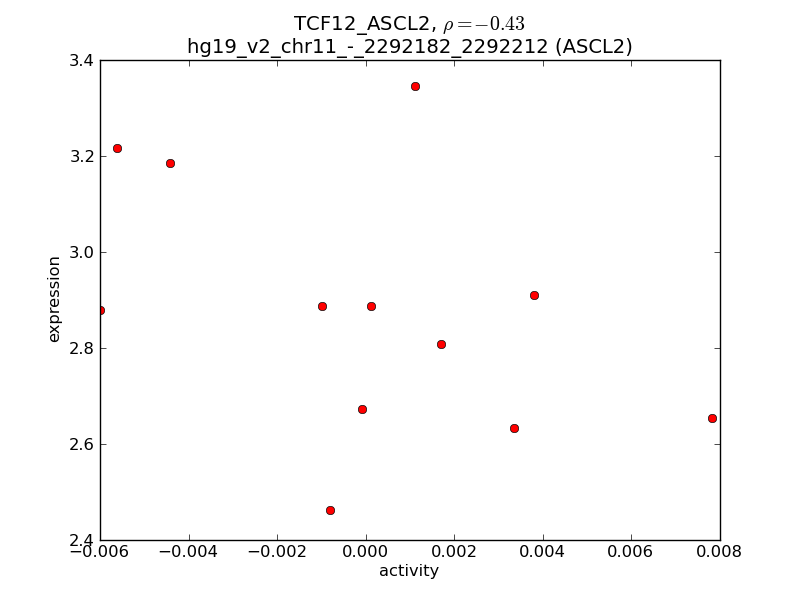 TCF12_ASCL2, ρ = −0.43
hg19_v2_chr11_-_2292182_2292212 (ASCL2)
3.4
3.2
3.0
2.8
2.6
2.4
expression
−0.006 −0.004 −0.002 0.000 0.002 0.004 0.006 0.008
activity